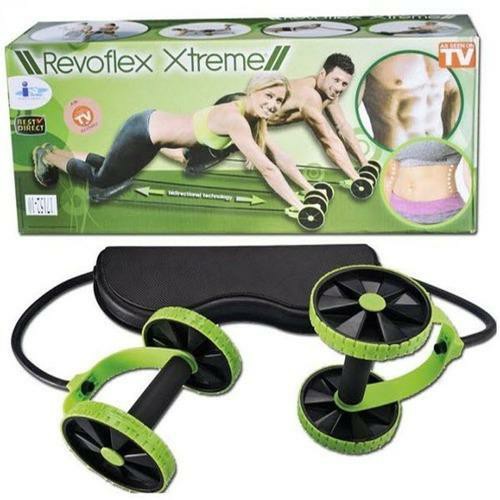 Revoflex Xtreme
AS SEEN ON
TV
BEST
DIRECT
bidirectional technology